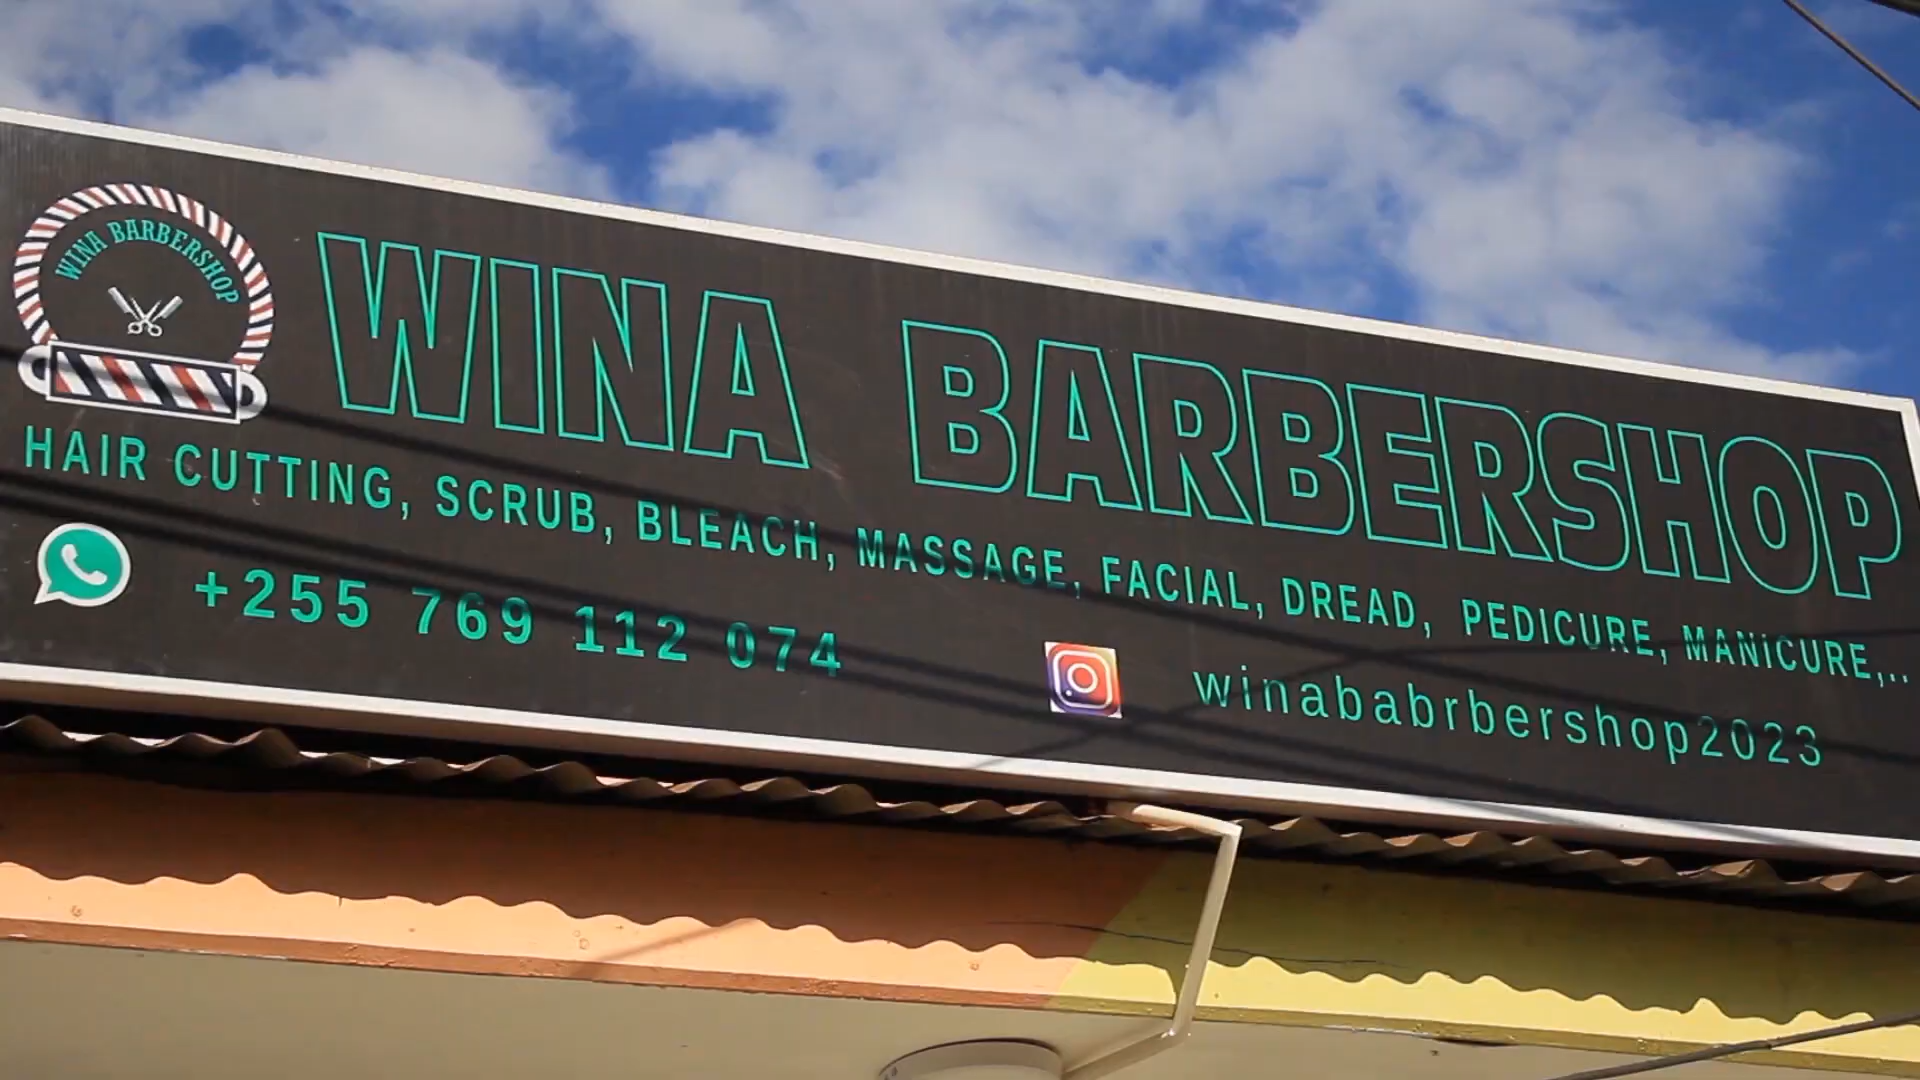 WINA BARBERSHOP
WINA BARBERSHOP
HAIR CUTTING, SCRUB, BLEACH, MASSAGE, FACIAL, DREAD, PEDICURE, MANICURE,..
+255 769 112 074
winababrbershop2023